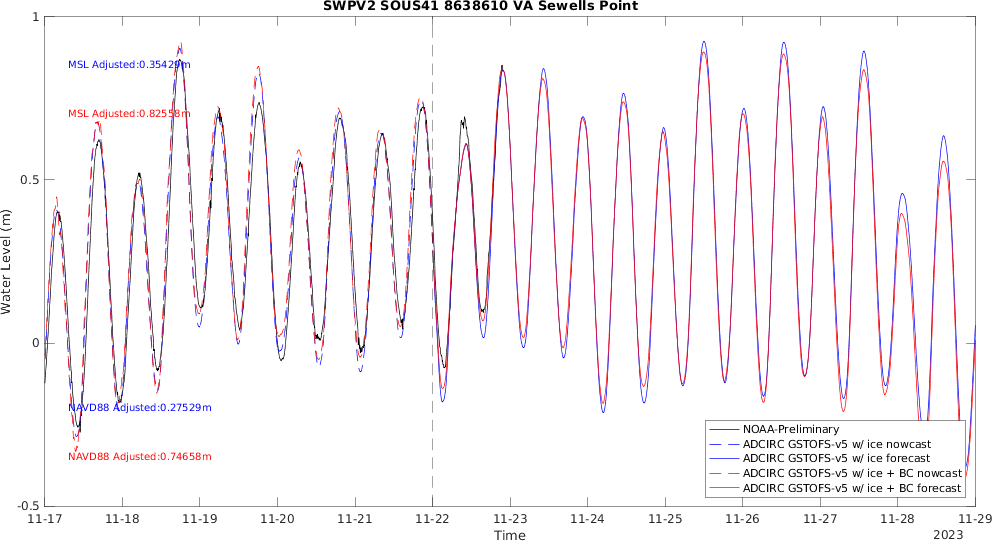 SWPV2 SOUS41 8638610 VA Sewells Point
1
MSL Adjusted:0.35429m
MSL Adjusted:0.82558m
0.5
Water Level (m)
0
NAVD88 Adjusted:0.27529m
NAVD88 Adjusted:0.74658m
NOAA-Preliminary
ADCIRC GSTOFS-v5 w/ ice nowcast
ADCIRC GSTOFS-v5 w/ ice forecast
ADCIRC GSTOFS-v5 w/ ice + BC nowcast
ADCIRC GSTOFS-v5 w/ ice + BC forecast
-0.5
11-17 11-18 11-19 11-20 11-21 11-22 11-23 11-24 11-25 11-26 11-27 11-28 11-29
Time
2023